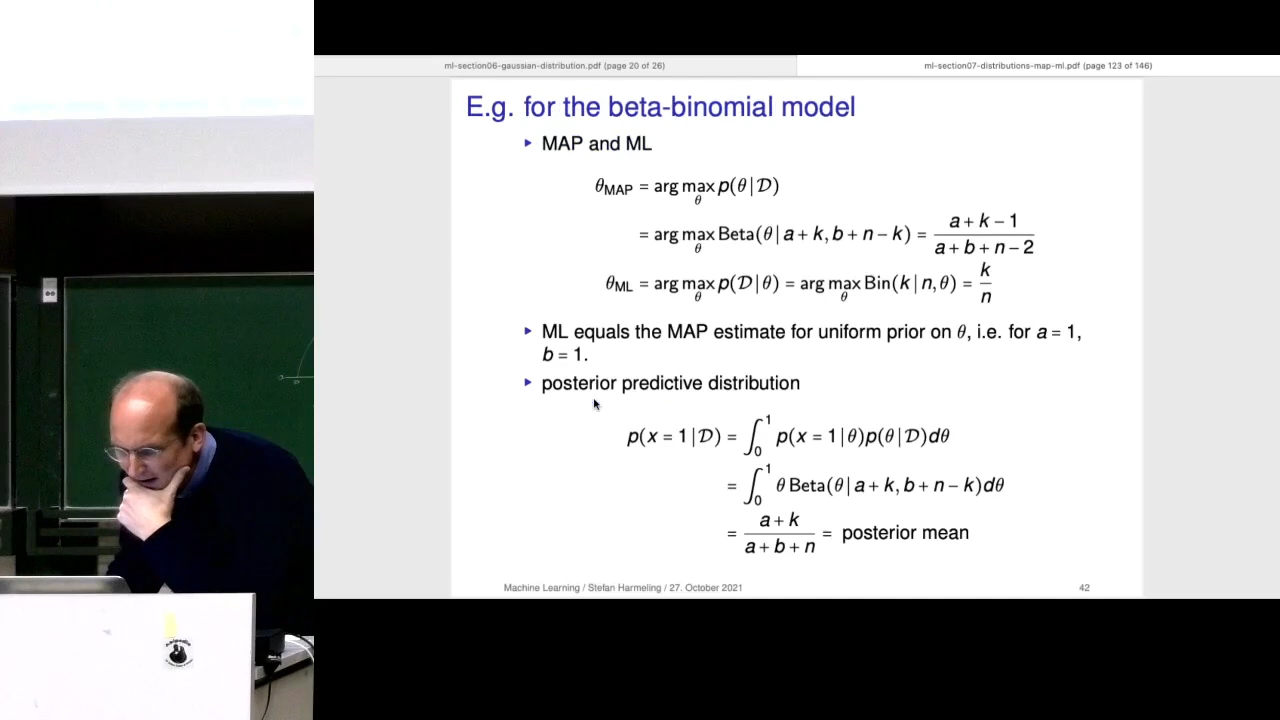 ml-section06-gaussian-distribution.pdf (page 20 of 26)
ml-section07-distributions-map-ml.pdf (page 123 of 146)
E.g. for the beta-binomial model
▸ MAP and ML
θ_MAP = arg max_θ p(θ|𝒟)
= arg max_θ Beta(θ|a + k, b + n − k) = (a + k − 1)/(a + b + n − 2)
θ_ML = arg max_θ p(𝒟|θ) = arg max_θ Bin(k|n, θ) = k/n
▸ ML equals the MAP estimate for uniform prior on θ, i.e. for a = 1,
b = 1.
▸ posterior predictive distribution
p(x = 1|𝒟) = ∫_0^1 p(x = 1|θ)p(θ|𝒟)dθ
= ∫_0^1 θ Beta(θ|a + k, b + n − k)dθ
= (a + k)/(a + b + n) = posterior mean
Machine Learning / Stefan Harmeling / 27. October 2021
42